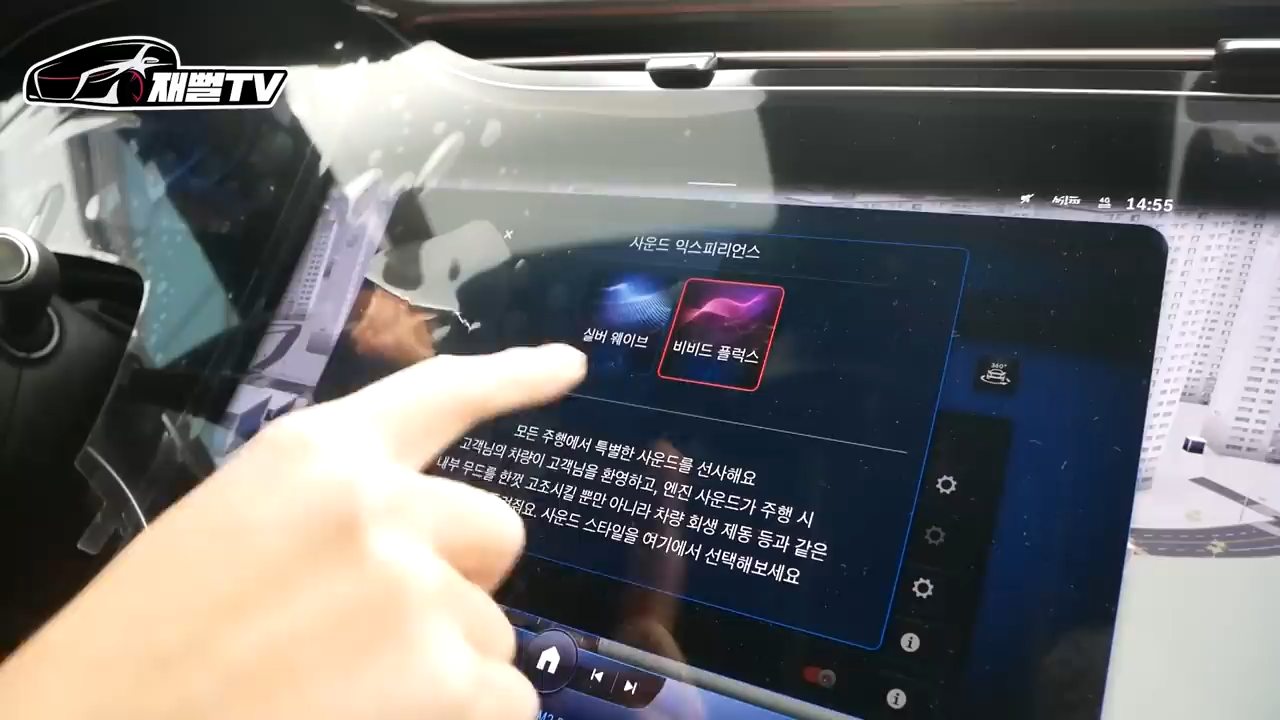 재뻘TV
14:55
사운드 익스피리언스
실버 웨이브
비비드 플럭스
360°
모든 주행에서 특별한 사운드를 선사해요
고객님의 차량이 고객님을 환영하고, 엔진 사운드가 주행 시
내부 무드를 한껏 고조시킬 뿐만 아니라 차량 회생 제동 등과 같은
사운드 스타일을 여기에서 선택해보세요